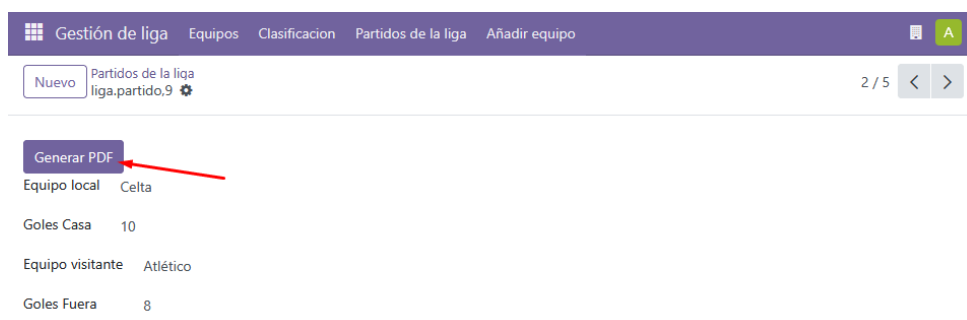 Gestión de liga Equipos Clasificacion Partidos de la liga Añadir equipo A
Nuevo Partidos de la liga 2 / 5
liga.partido,9
Generar PDF
Equipo local Celta
Goles Casa 10
Equipo visitante Atlético
Goles Fuera 8